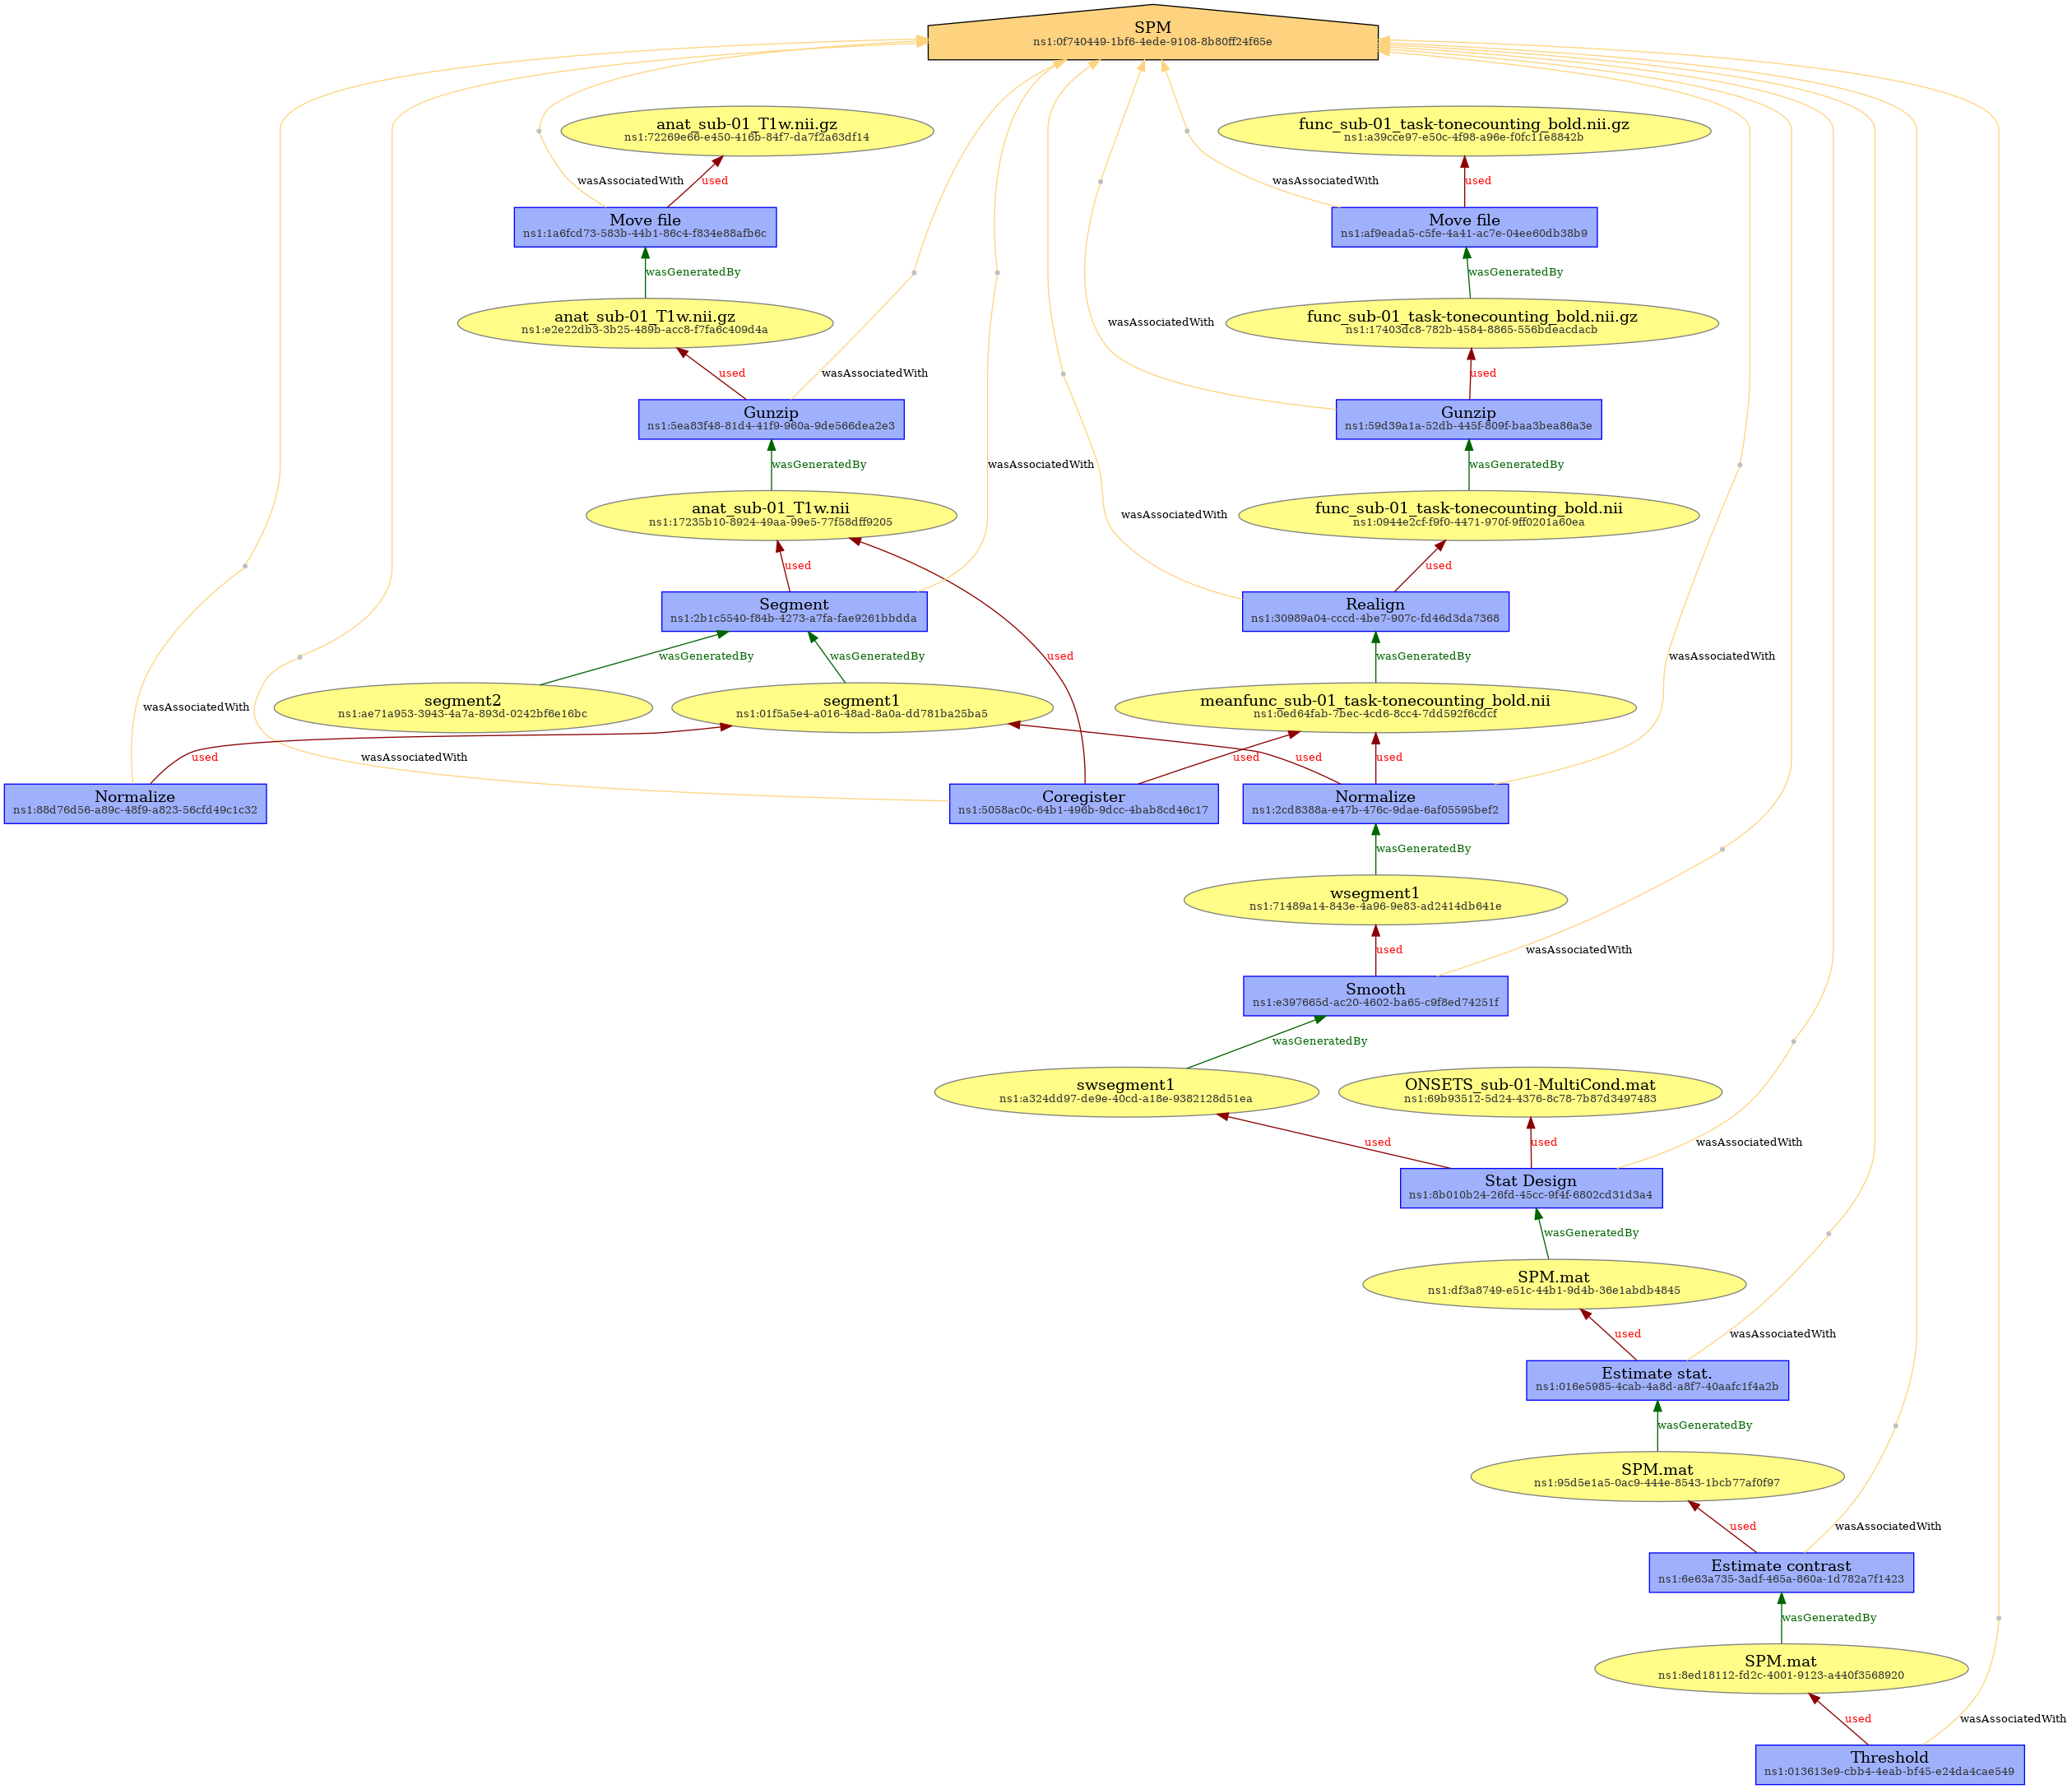 SPM
ns1:0f740449-1bf6-4ede-9108-8b80ff24f65e
anat_sub-01_T1w.nii.gz
ns1:72269e66-e450-416b-84f7-da7f2a63df14
func_sub-01_task-tonecounting_bold.nii.gz
ns1:a39cce97-e50c-4f98-a96e-f0fc11e8842b
wasAssociatedWith
used
wasAssociatedWith
used
Move file
ns1:1a6fcd73-583b-44b1-86c4-f834e88afb6c
Move file
ns1:af9eada5-c5fe-4a41-ac7e-04ee60db38b9
wasGeneratedBy
wasGeneratedBy
anat_sub-01_T1w.nii.gz
ns1:e2e22db3-3b25-489b-acc8-f7fa6c409d4a
wasAssociatedWith
func_sub-01_task-tonecounting_bold.nii.gz
ns1:17403dc8-782b-4584-8865-556bdeacdacb
used
wasAssociatedWith
used
Gunzip
ns1:5ea83f48-81d4-41f9-960a-9de566dea2e3
Gunzip
ns1:59d39a1a-52db-445f-809f-baa3bea86a3e
wasGeneratedBy
wasAssociatedWith
wasGeneratedBy
anat_sub-01_T1w.nii
ns1:17235b10-8924-49aa-99e5-77f58dff9205
wasAssociatedWith
func_sub-01_task-tonecounting_bold.nii
ns1:0944e2cf-f9f0-4471-970f-9ff0201a60ea
used
used
Segment
ns1:2b1c5540-f84b-4273-a7fa-fae9261bbdda
Realign
ns1:30989a04-cccd-4be7-907c-fd46d3da7368
wasGeneratedBy
wasGeneratedBy
used
wasGeneratedBy
wasAssociatedWith
wasAssociatedWith
segment2
ns1:ae71a953-3943-4a7a-893d-0242bf6e16bc
segment1
ns1:01f5a5e4-a016-48ad-8a0a-dd781ba25ba5
meanfunc_sub-01_task-tonecounting_bold.nii
ns1:0ed64fab-7bec-4cd6-8cc4-7dd592f6cdcf
used
wasAssociatedWith
used
used
used
Normalize
ns1:88d76d56-a89c-48f9-a823-56cfd49c1c32
Coregister
ns1:5058ac0c-64b1-496b-9dcc-4bab8cd46c17
Normalize
ns1:2cd8388a-e47b-476c-9dae-6af05595bef2
wasGeneratedBy
wsegment1
ns1:71489a14-843e-4a96-9e83-ad2414db641e
used
wasAssociatedWith
Smooth
ns1:e397665d-ac20-4602-ba65-c9f8ed74251f
wasGeneratedBy
swsegment1
ns1:a324dd97-de9e-40cd-a18e-9382128d51ea
ONSETS_sub-01-MultiCond.mat
ns1:69b93512-5d24-4376-8c78-7b87d3497483
used
used
wasAssociatedWith
Stat Design
ns1:8b010b24-26fd-45cc-9f4f-6802cd31d3a4
wasGeneratedBy
SPM.mat
ns1:df3a8749-e51c-44b1-9d4b-36e1abdb4845
used
wasAssociatedWith
Estimate stat.
ns1:016e5985-4cab-4a8d-a8f7-40aafc1f4a2b
wasGeneratedBy
SPM.mat
ns1:95d5e1a5-0ac9-444e-8543-1bcb77af0f97
used
wasAssociatedWith
Estimate contrast
ns1:6e63a735-3adf-465a-860a-1d782a7f1423
wasGeneratedBy
SPM.mat
ns1:8ed18112-fd2c-4001-9123-a440f3568920
used
wasAssociatedWith
Threshold
ns1:013613e9-cbb4-4eab-bf45-e24da4cae549